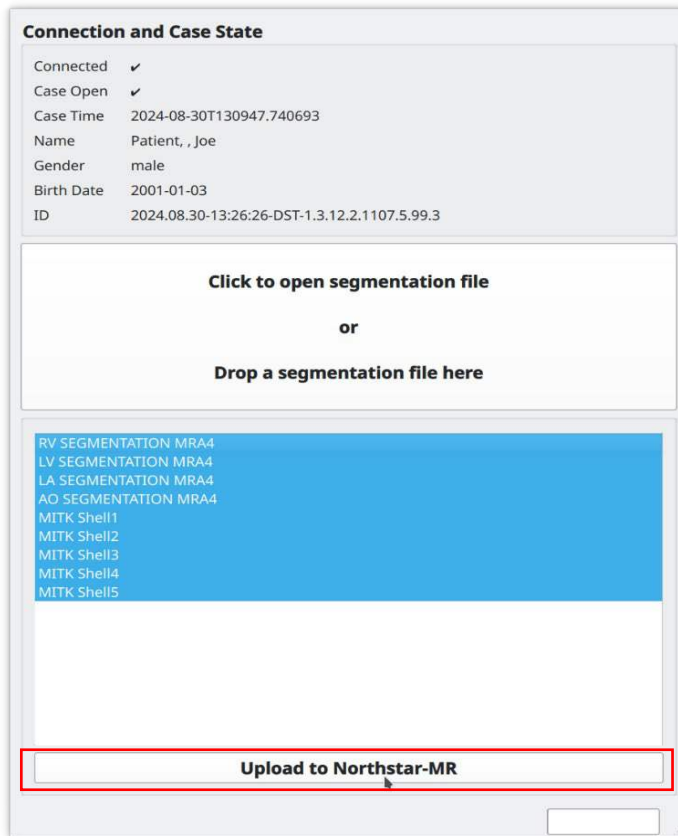 Connection and Case State
Connected ✔
Case Open ✔
Case Time 2024-08-30T130947.740693
Name Patient, , Joe
Gender male
Birth Date 2001-01-03
ID 2024.08.30-13:26:26-DST-1.3.12.2.1107.5.99.3
Click to open segmentation file
or
Drop a segmentation file here
RV SEGMENTATION MRA4
LV SEGMENTATION MRA4
LA SEGMENTATION MRA4
AO SEGMENTATION MRA4
MITK Shell1
MITK Shell2
MITK Shell3
MITK Shell4
MITK Shell5
Upload to Northstar-MR